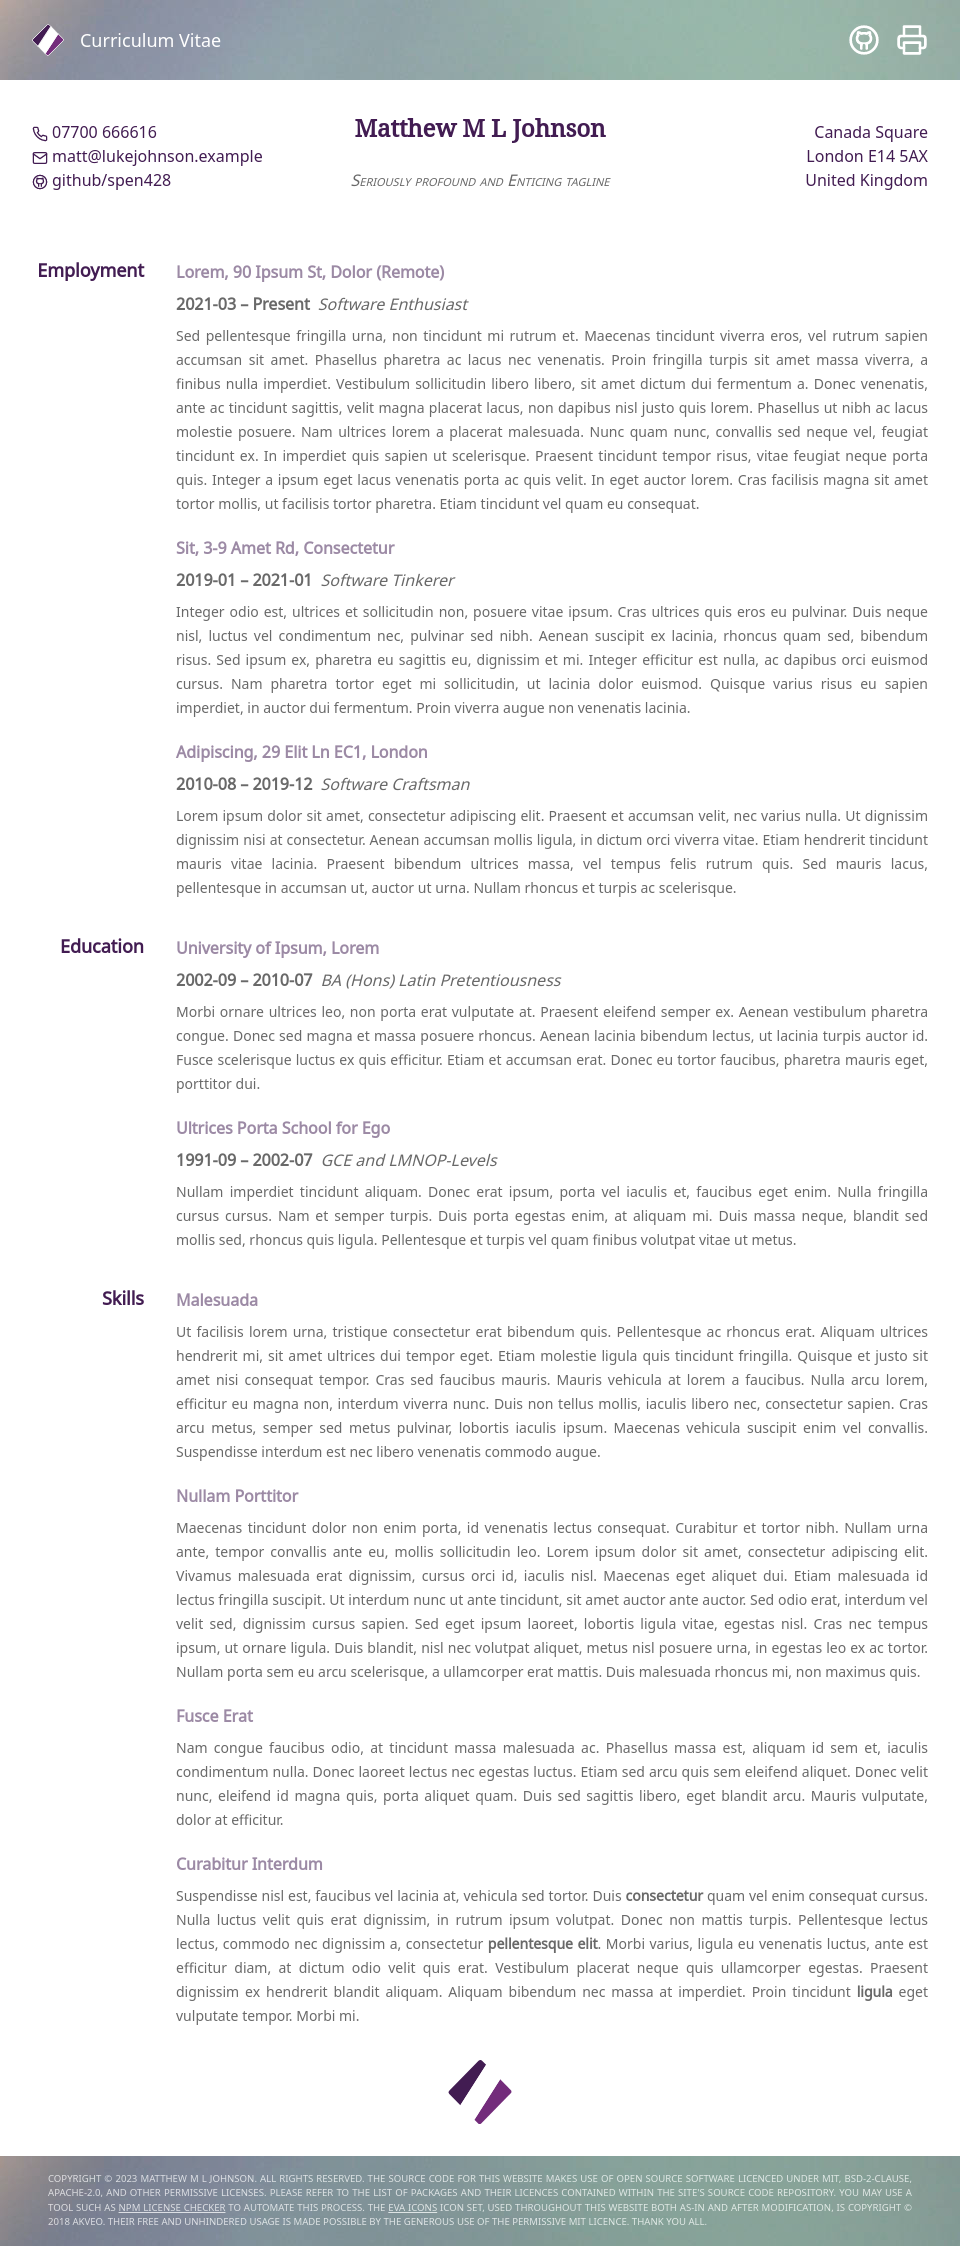 Curriculum Vitae
07700 666616
matt@lukejohnson.example
github/spen428
Matthew M L Johnson
Seriously profound and Enticing tagline
Canada Square
London E14 5AX
United Kingdom
Employment
Lorem, 90 Ipsum St, Dolor (Remote)
2021-03 – Present Software Enthusiast
Sed pellentesque fringilla urna, non tincidunt mi rutrum et. Maecenas tincidunt viverra eros, vel rutrum sapien
accumsan sit amet. Phasellus pharetra ac lacus nec venenatis. Proin fringilla turpis sit amet massa viverra, a
finibus nulla imperdiet. Vestibulum sollicitudin libero libero, sit amet dictum dui fermentum a. Donec venenatis,
ante ac tincidunt sagittis, velit magna placerat lacus, non dapibus nisl justo quis lorem. Phasellus ut nibh ac lacus
molestie posuere. Nam ultrices lorem a placerat malesuada. Nunc quam nunc, convallis sed neque vel, feugiat
tincidunt ex. In imperdiet quis sapien ut scelerisque. Praesent tincidunt tempor risus, vitae feugiat neque porta
quis. Integer a ipsum eget lacus venenatis porta ac quis velit. In eget auctor lorem. Cras facilisis magna sit amet
tortor mollis, ut facilisis tortor pharetra. Etiam tincidunt vel quam eu consequat.
Sit, 3-9 Amet Rd, Consectetur
2019-01 – 2021-01 Software Tinkerer
Integer odio est, ultrices et sollicitudin non, posuere vitae ipsum. Cras ultrices quis eros eu pulvinar. Duis neque
nisl, luctus vel condimentum nec, pulvinar sed nibh. Aenean suscipit ex lacinia, rhoncus quam sed, bibendum
risus. Sed ipsum ex, pharetra eu sagittis eu, dignissim et mi. Integer efficitur est nulla, ac dapibus orci euismod
cursus. Nam pharetra tortor eget mi sollicitudin, ut lacinia dolor euismod. Quisque varius risus eu sapien
imperdiet, in auctor dui fermentum. Proin viverra augue non venenatis lacinia.
Adipiscing, 29 Elit Ln EC1, London
2010-08 – 2019-12 Software Craftsman
Lorem ipsum dolor sit amet, consectetur adipiscing elit. Praesent et accumsan velit, nec varius nulla. Ut dignissim
dignissim nisi at consectetur. Aenean accumsan mollis ligula, in dictum orci viverra vitae. Etiam hendrerit tincidunt
mauris vitae lacinia. Praesent bibendum ultrices massa, vel tempus felis rutrum quis. Sed mauris lacus,
pellentesque in accumsan ut, auctor ut urna. Nullam rhoncus et turpis ac scelerisque.
Education
University of Ipsum, Lorem
2002-09 – 2010-07 BA (Hons) Latin Pretentiousness
Morbi ornare ultrices leo, non porta erat vulputate at. Praesent eleifend semper ex. Aenean vestibulum pharetra
congue. Donec sed magna et massa posuere rhoncus. Aenean lacinia bibendum lectus, ut lacinia turpis auctor id.
Fusce scelerisque luctus ex quis efficitur. Etiam et accumsan erat. Donec eu tortor faucibus, pharetra mauris eget,
porttitor dui.
Ultrices Porta School for Ego
1991-09 – 2002-07 GCE and LMNOP-Levels
Nullam imperdiet tincidunt aliquam. Donec erat ipsum, porta vel iaculis et, faucibus eget enim. Nulla fringilla
cursus cursus. Nam et semper turpis. Duis porta egestas enim, at aliquam mi. Duis massa neque, blandit sed
mollis sed, rhoncus quis ligula. Pellentesque et turpis vel quam finibus volutpat vitae ut metus.
Skills
Malesuada
Ut facilisis lorem urna, tristique consectetur erat bibendum quis. Pellentesque ac rhoncus erat. Aliquam ultrices
hendrerit mi, sit amet ultrices dui tempor eget. Etiam molestie ligula quis tincidunt fringilla. Quisque et justo sit
amet nisi consequat tempor. Cras sed faucibus mauris. Mauris vehicula at lorem a faucibus. Nulla arcu lorem,
efficitur eu magna non, interdum viverra nunc. Duis non tellus mollis, iaculis libero nec, consectetur sapien. Cras
arcu metus, semper sed metus pulvinar, lobortis iaculis ipsum. Maecenas vehicula suscipit enim vel convallis.
Suspendisse interdum est nec libero venenatis commodo augue.
Nullam Porttitor
Maecenas tincidunt dolor non enim porta, id venenatis lectus consequat. Curabitur et tortor nibh. Nullam urna
ante, tempor convallis ante eu, mollis sollicitudin leo. Lorem ipsum dolor sit amet, consectetur adipiscing elit.
Vivamus malesuada erat dignissim, cursus orci id, iaculis nisl. Maecenas eget aliquet dui. Etiam malesuada id
lectus fringilla suscipit. Ut interdum nunc ut ante tincidunt, sit amet auctor ante auctor. Sed odio erat, interdum vel
velit sed, dignissim cursus sapien. Sed eget ipsum laoreet, lobortis ligula vitae, egestas nisl. Cras nec tempus
ipsum, ut ornare ligula. Duis blandit, nisl nec volutpat aliquet, metus nisl posuere urna, in egestas leo ex ac tortor.
Nullam porta sem eu arcu scelerisque, a ullamcorper erat mattis. Duis malesuada rhoncus mi, non maximus quis.
Fusce Erat
Nam congue faucibus odio, at tincidunt massa malesuada ac. Phasellus massa est, aliquam id sem et, iaculis
condimentum nulla. Donec laoreet lectus nec egestas luctus. Etiam sed arcu quis sem eleifend aliquet. Donec velit
nunc, eleifend id magna quis, porta aliquet quam. Duis sed sagittis libero, eget blandit arcu. Mauris vulputate,
dolor at efficitur.
Curabitur Interdum
Suspendisse nisl est, faucibus vel lacinia at, vehicula sed tortor. Duis consectetur quam vel enim consequat cursus.
Nulla luctus velit quis erat dignissim, in rutrum ipsum volutpat. Donec non mattis turpis. Pellentesque lectus
lectus, commodo nec dignissim a, consectetur pellentesque elit. Morbi varius, ligula eu venenatis luctus, ante est
efficitur diam, at dictum odio velit quis erat. Vestibulum placerat neque quis ullamcorper egestas. Praesent
dignissim ex hendrerit blandit aliquam. Aliquam bibendum nec massa at imperdiet. Proin tincidunt ligula eget
vulputate tempor. Morbi mi.
COPYRIGHT © 2023 MATTHEW M L JOHNSON. ALL RIGHTS RESERVED. THE SOURCE CODE FOR THIS WEBSITE MAKES USE OF OPEN SOURCE SOFTWARE LICENCED UNDER MIT, BSD-2-CLAUSE,
APACHE-2.0, AND OTHER PERMISSIVE LICENSES. PLEASE REFER TO THE LIST OF PACKAGES AND THEIR LICENCES CONTAINED WITHIN THE SITE'S SOURCE CODE REPOSITORY. YOU MAY USE A
TOOL SUCH AS NPM LICENSE CHECKER TO AUTOMATE THIS PROCESS. THE EVA ICONS ICON SET, USED THROUGHOUT THIS WEBSITE BOTH AS-IN AND AFTER MODIFICATION, IS COPYRIGHT ©
2018 AKVEO. THEIR FREE AND UNHINDERED USAGE IS MADE POSSIBLE BY THE GENEROUS USE OF THE PERMISSIVE MIT LICENCE. THANK YOU ALL.